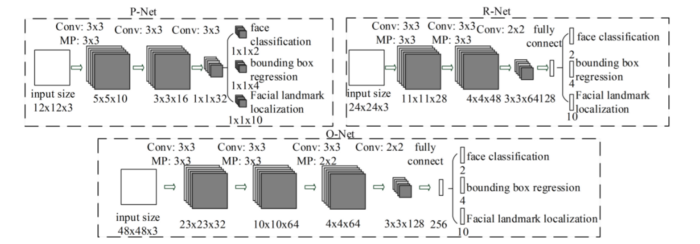 P-Net
Conv: 3x3 Conv: 3x3 Conv: 3x3
MP: 3x3
face
classification
1x1x2
bounding box
regression
1x1x4
Facial landmark
localization
1x1x10
input size
12x12x3
5x5x10
3x3x16
1x1x32
R-Net
Conv: 3x3 Conv: 3x3 Conv: 2x2 fully
MP: 3x3 MP: 3x3 connect
face classification
2
bounding box
regression
4
Facial landmark
localization
10
input size
24x24x3
11x11x28
4x4x48
3x3x64
128
O-Net
Conv: 3x3 Conv: 3x3 Conv: 3x3 Conv: 2x2 fully
MP: 3x3 MP: 3x3 MP: 2x2 connect
face classification
2
bounding box regression
4
Facial landmark localization
10
input size
48x48x3
23x23x32
10x10x64
4x4x64
3x3x128
256